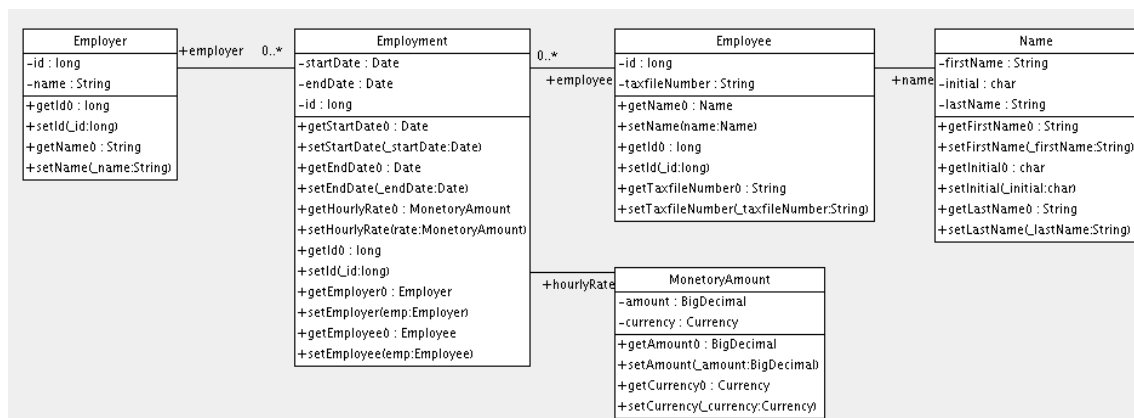 Employer
-id : long
-name : String
+getId() : long
+setId(_id:long)
+getName() : String
+setName(_name:String)
+employer
0..*
Employment
-startDate : Date
-endDate : Date
-id : long
+getStartDate() : Date
+setStartDate(_startDate:Date)
+getEndDate() : Date
+setEndDate(_endDate:Date)
+getHourlyRate() : MonetoryAmount
+setHourlyRate(rate:MonetoryAmount)
+getId() : long
+setId(_id:long)
+getEmployer() : Employer
+setEmployer(emp:Employer)
+getEmployee() : Employee
+setEmployee(emp:Employee)
0..*
+employee
Employee
-id : long
-taxfileNumber : String
+getName() : Name
+setName(name:Name)
+getId() : long
+setId(_id:long)
+getTaxfileNumber() : String
+setTaxfileNumber(_taxfileNumber:String)
+name
Name
-firstName : String
-initial : char
-lastName : String
+getFirstName() : String
+setFirstName(_firstName:String)
+getInitial() : char
+setInitial(_initial:char)
+getLastName() : String
+setLastName(_lastName:String)
+hourlyRate
MonetoryAmount
-amount : BigDecimal
-currency : Currency
+getAmount() : BigDecimal
+setAmount(_amount:BigDecimal)
+getCurrency() : Currency
+setCurrency(_currency:Currency)